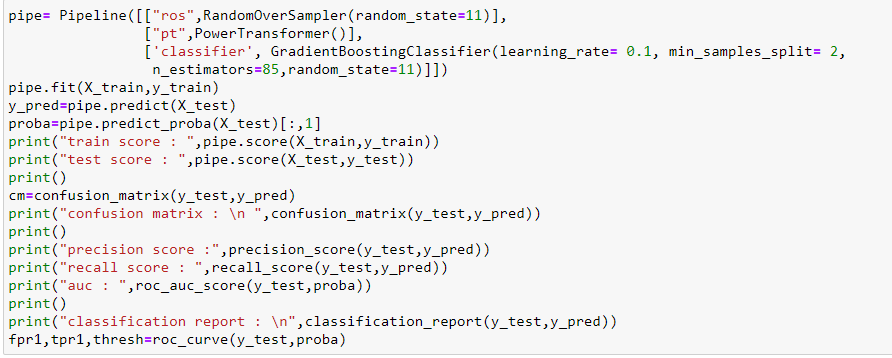 pipe= Pipeline([["ros",RandomOverSampler(random_state=11)],
["pt",PowerTransformer()],
['classifier', GradientBoostingClassifier(learning_rate= 0.1, min_samples_split= 2,
n_estimators=85,random_state=11)]])
pipe.fit(X_train,y_train)
y_pred=pipe.predict(X_test)
proba=pipe.predict_proba(X_test)[:,1]
print("train score : ",pipe.score(X_train,y_train))
print("test score : ",pipe.score(X_test,y_test))
print()
cm=confusion_matrix(y_test,y_pred)
print("confusion matrix : \n ",confusion_matrix(y_test,y_pred))
print()
print("precision score :",precision_score(y_test,y_pred))
print("recall score : ",recall_score(y_test,y_pred))
print("auc : ",roc_auc_score(y_test,proba))
print()
print("classification report : \n",classification_report(y_test,y_pred))
fpr1,tpr1,thresh=roc_curve(y_test,proba)